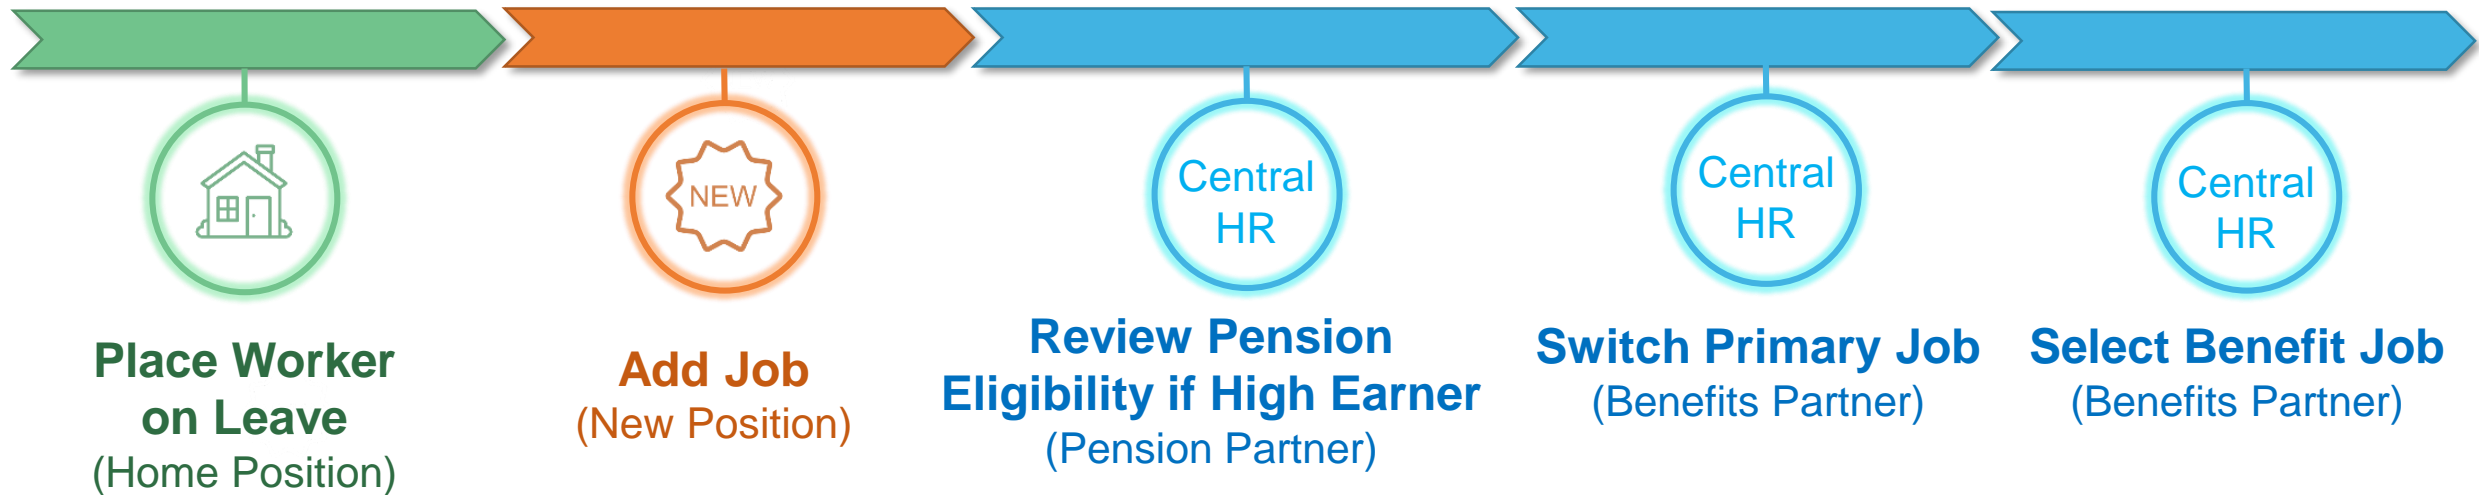 NEW
Central
HR
Central
HR
Central
HR
Place Worker
on Leave
(Home Position)
Add Job
(New Position)
Review Pension
Eligibility if High Earner
(Pension Partner)
Switch Primary Job
(Benefits Partner)
Select Benefit Job
(Benefits Partner)